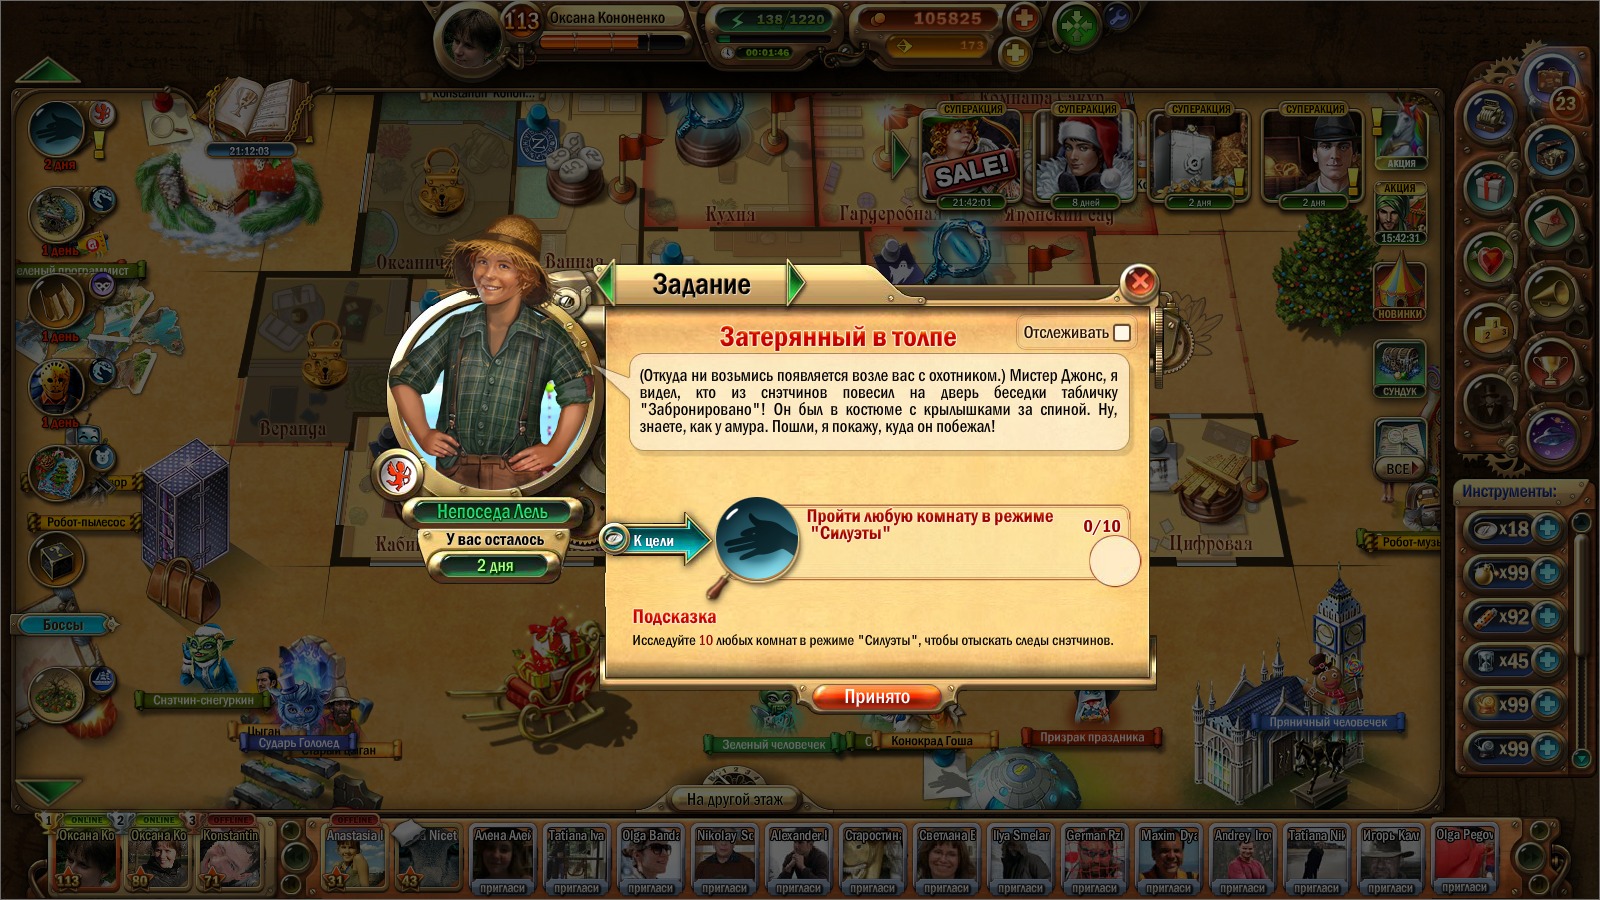 113
Оксана Кононенко
138/1220
00:01:46
105825
173
23
21:12:03
2 дня
1 день
1 день
1 день
СУПЕРАКЦИЯ
СУПЕРАКЦИЯ
СУПЕРАКЦИЯ
СУПЕРАКЦИЯ
SALE!
21:42:01
8 дней
2 дня
2 дня
АКЦИЯ
АКЦИЯ
15:42:31
НОВИНКИ
СУНДУК
ВСЕ
Кухня
Гардеробная
Японский сад
Ванная
Веранда
Цифровая
Робот-пылесос
Боссы
Задание
Затерянный в толпе
Отслеживать
(Откуда ни возьмись появляется возле вас с охотником.) Мистер Джонс, я
видел, кто из снэтчинов повесил на дверь беседки табличку
"Забронировано"! Он был в костюме с крылышками за спиной. Ну,
знаете, как у амура. Пошли, я покажу, куда он побежал!
Непоседа Лель
У вас осталось
2 дня
К цели
Пройти любую комнату в режиме
"Силуэты"
0/10
Подсказка
Исследуйте 10 любых комнат в режиме "Силуэты", чтобы отыскать следы снэтчинов.
Принято
Инструменты:
x18
x99
x92
x45
x99
x99
Снэтчин-снегуркин
Цыган
Сударь Гололед
Зеленый человечек
Конокрад Гоша
Призрак праздника
Пряничный человечек
На другой этаж
1 ONLINE 2 ONLINE 3 OFFLINE OFFLINE
Оксана Ко Оксана Ко Konstantin Anastasia Nicet Алена Але Tatiana Iva Olga Banda Nikolay Sc Alexander Старостин Светлана Ilya Smelar German Rzl Maxim Dya Andrey Iro Tatiana Nik Игорь Кал Olga Pegov
113 80 71 31 43
пригласи пригласи пригласи пригласи пригласи пригласи пригласи пригласи пригласи пригласи пригласи пригласи пригласи пригласи